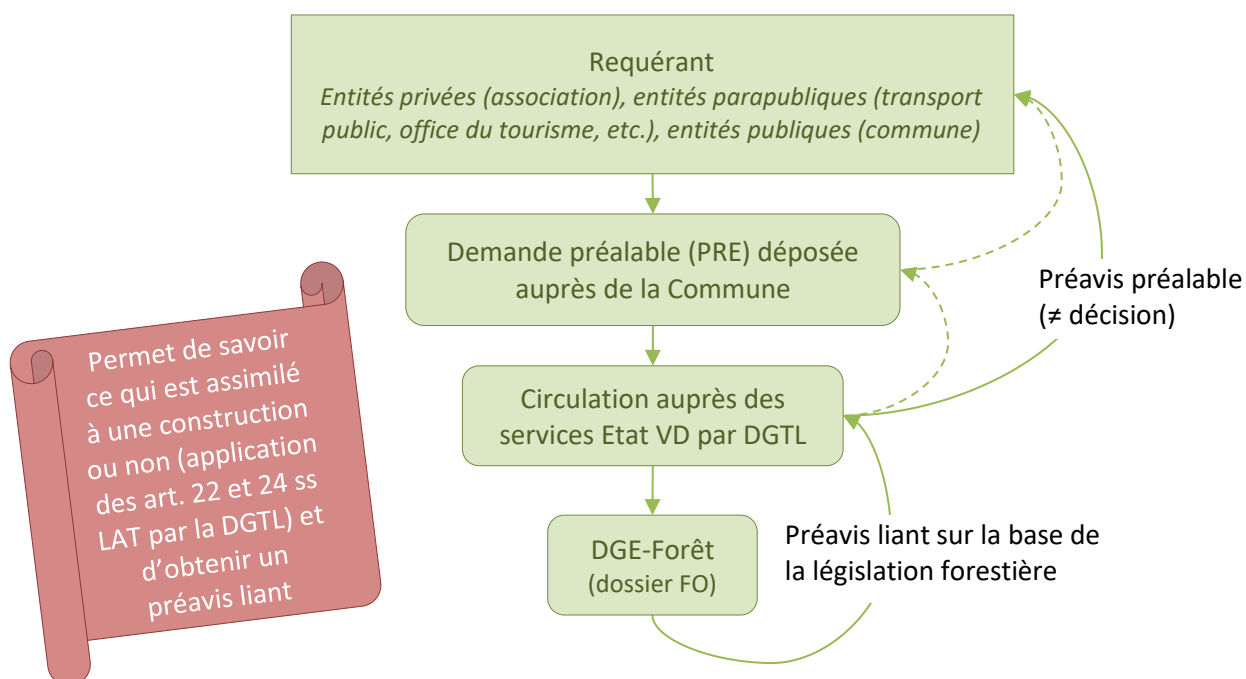 Requérant
Entités privées (association), entités parapubliques (transport
public, office du tourisme, etc.), entités publiques (commune)
Demande préalable (PRE) déposée
auprès de la Commune
Préavis préalable
(≠ décision)
Permet de savoir
ce qui est assimilé
à une construction
ou non (application
des art. 22 et 24 ss
LAT par la DGTL) et
d’obtenir un
préavis liant
Circulation auprès des
services Etat VD par DGTL
DGE-Forêt
(dossier FO)
Préavis liant sur la base de
la législation forestière